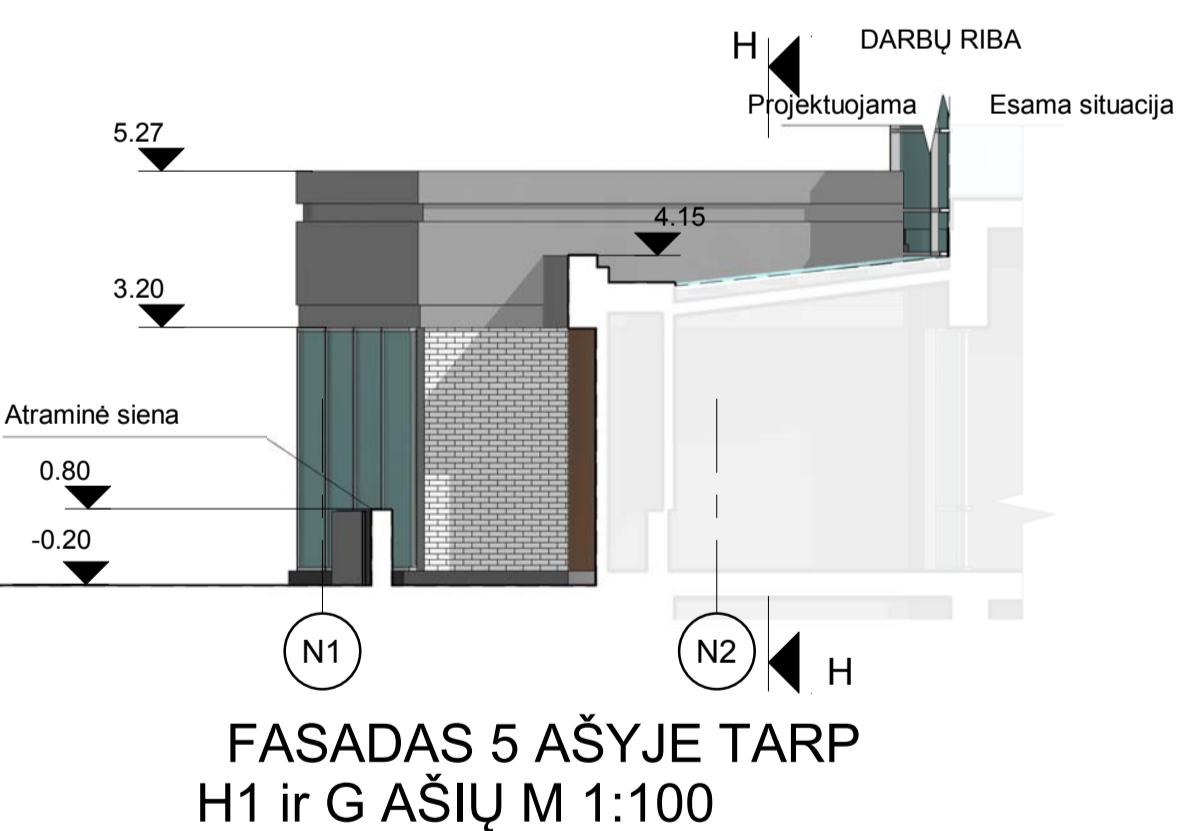 H
DARBŲ RIBA
Projektuojama
Esama situacija
5.27
4.15
3.20
Atraminė siena
0.80
-0.20
N1
N2
H
FASADAS 5 AŠYJE TARP
H1 ir G AŠIŲ M 1:100